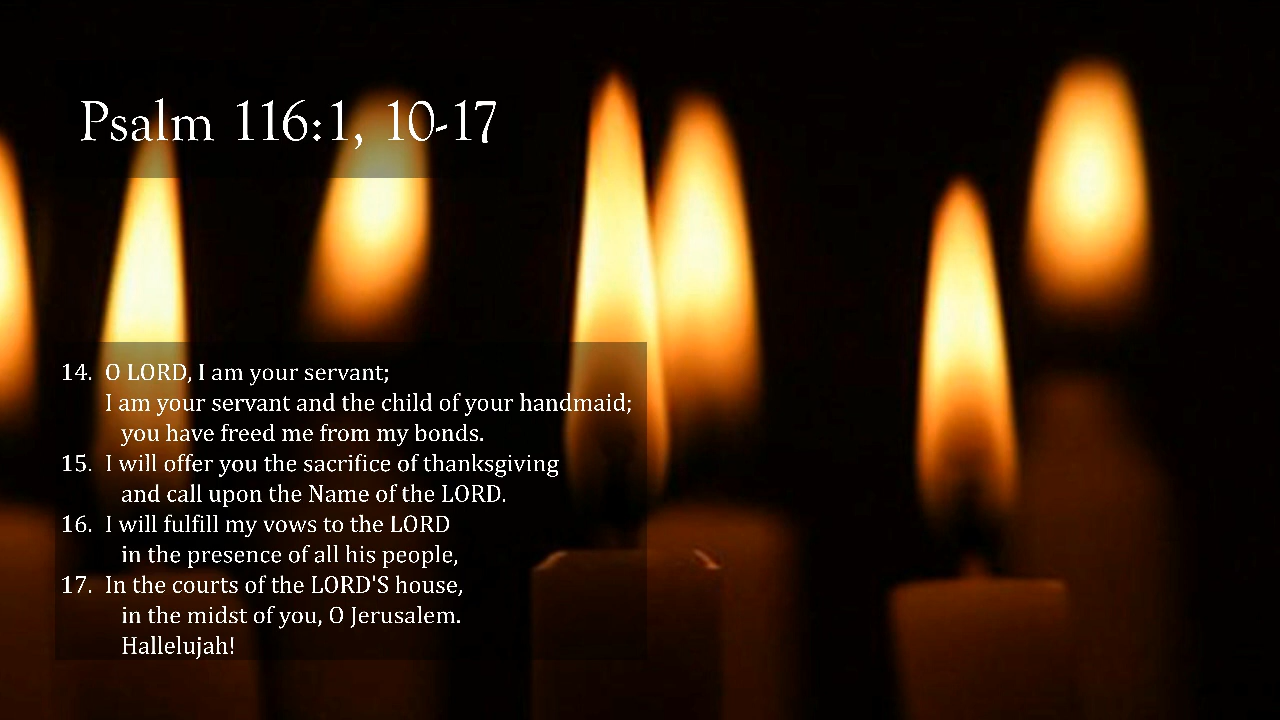 Psalm 116:1, 10-17
14. O LORD, I am your servant;
I am your servant and the child of your handmaid;
you have freed me from my bonds.
15. I will offer you the sacrifice of thanksgiving
and call upon the Name of the LORD.
16. I will fulfill my vows to the LORD
in the presence of all his people,
17. In the courts of the LORD'S house,
in the midst of you, O Jerusalem.
Hallelujah!